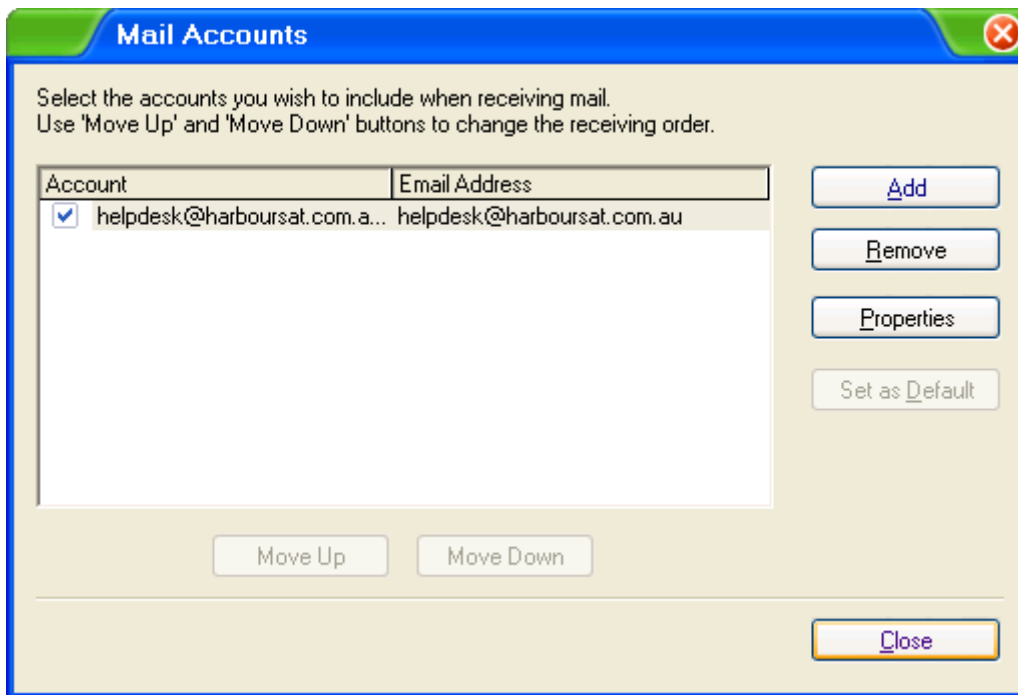 Mail Accounts
Select the accounts you wish to include when receiving mail.
Use 'Move Up' and 'Move Down' buttons to change the receiving order.
Account Email Address
helpdesk@harboursat.com.a... helpdesk@harboursat.com.au
Add
Remove
Properties
Set as Default
Move Up Move Down
Close